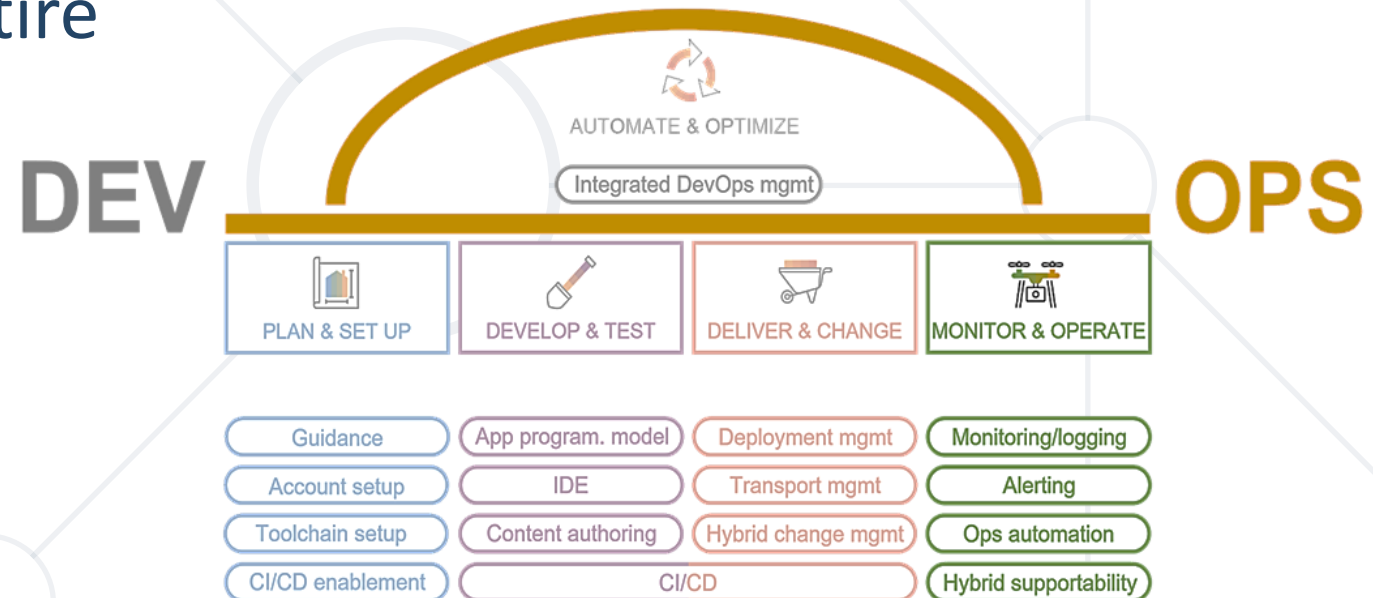 tire
AUTOMATE & OPTIMIZE
Integrated DevOps mgmt
DEV
OPS
PLAN & SET UP
DEVELOP & TEST
DELIVER & CHANGE
MONITOR & OPERATE
Guidance
App program. model
Deployment mgmt
Monitoring/logging
Account setup
IDE
Transport mgmt
Alerting
Toolchain setup
Content authoring
Hybrid change mgmt
Ops automation
CI/CD enablement
CI/CD
Hybrid supportability